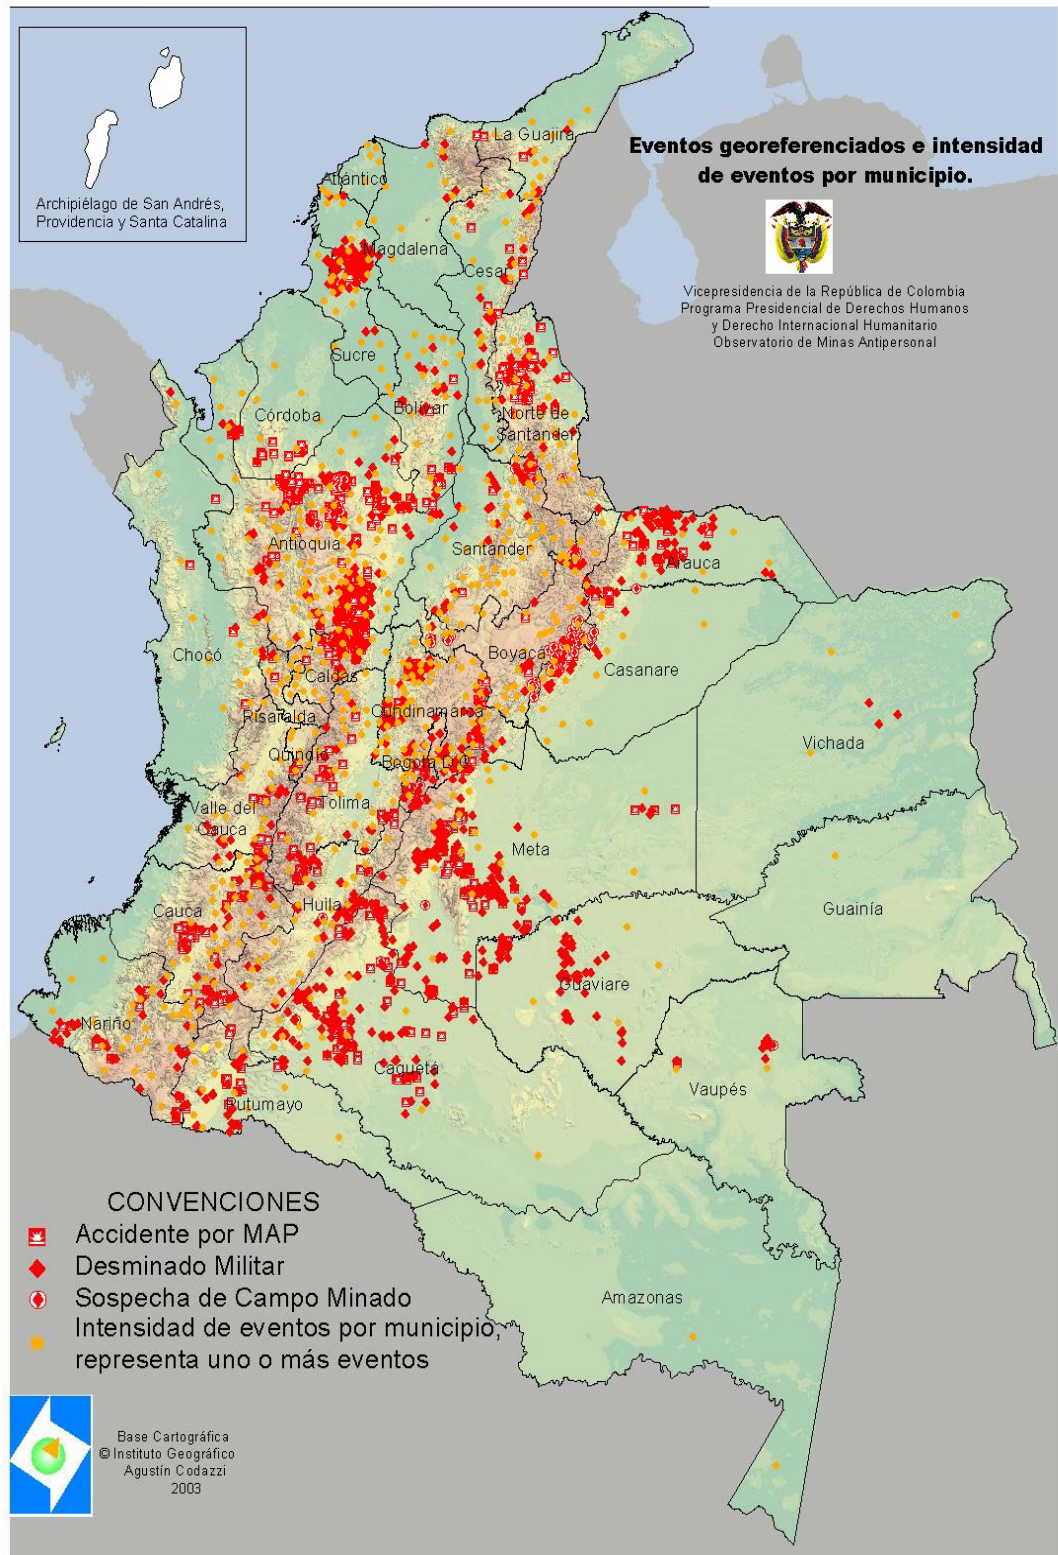 Eventos georeferenciados e intensidad
de eventos por municipio.
Vicepresidencia de la República de Colombia
Programa Presidencial de Derechos Humanos
y Derecho Internacional Humanitario
Observatorio de Minas Antipersonal
Archipiélago de San Andrés,
Providencia y Santa Catalina
La Guajira
Atlántico
Magdalena
Cesar
Sucre
Córdoba
Bolívar
Norte de
Santander
Antioquia
Santander
Arauca
Chocó
Boyacá
Casanare
Caldas
Risaralda
Cundinamarca
Vichada
Quindío
Bogotá D.C.
Tolima
Valle del
Cauca
Meta
Cauca
Huila
Guainía
Guaviare
Nariño
Caquetá
Vaupés
Putumayo
Amazonas
CONVENCIONES
Accidente por MAP
Desminado Militar
Sospecha de Campo Minado
Intensidad de eventos por municipio,
representa uno o más eventos
Base Cartográfica
© Instituto Geográfico
Agustín Codazzi
2003